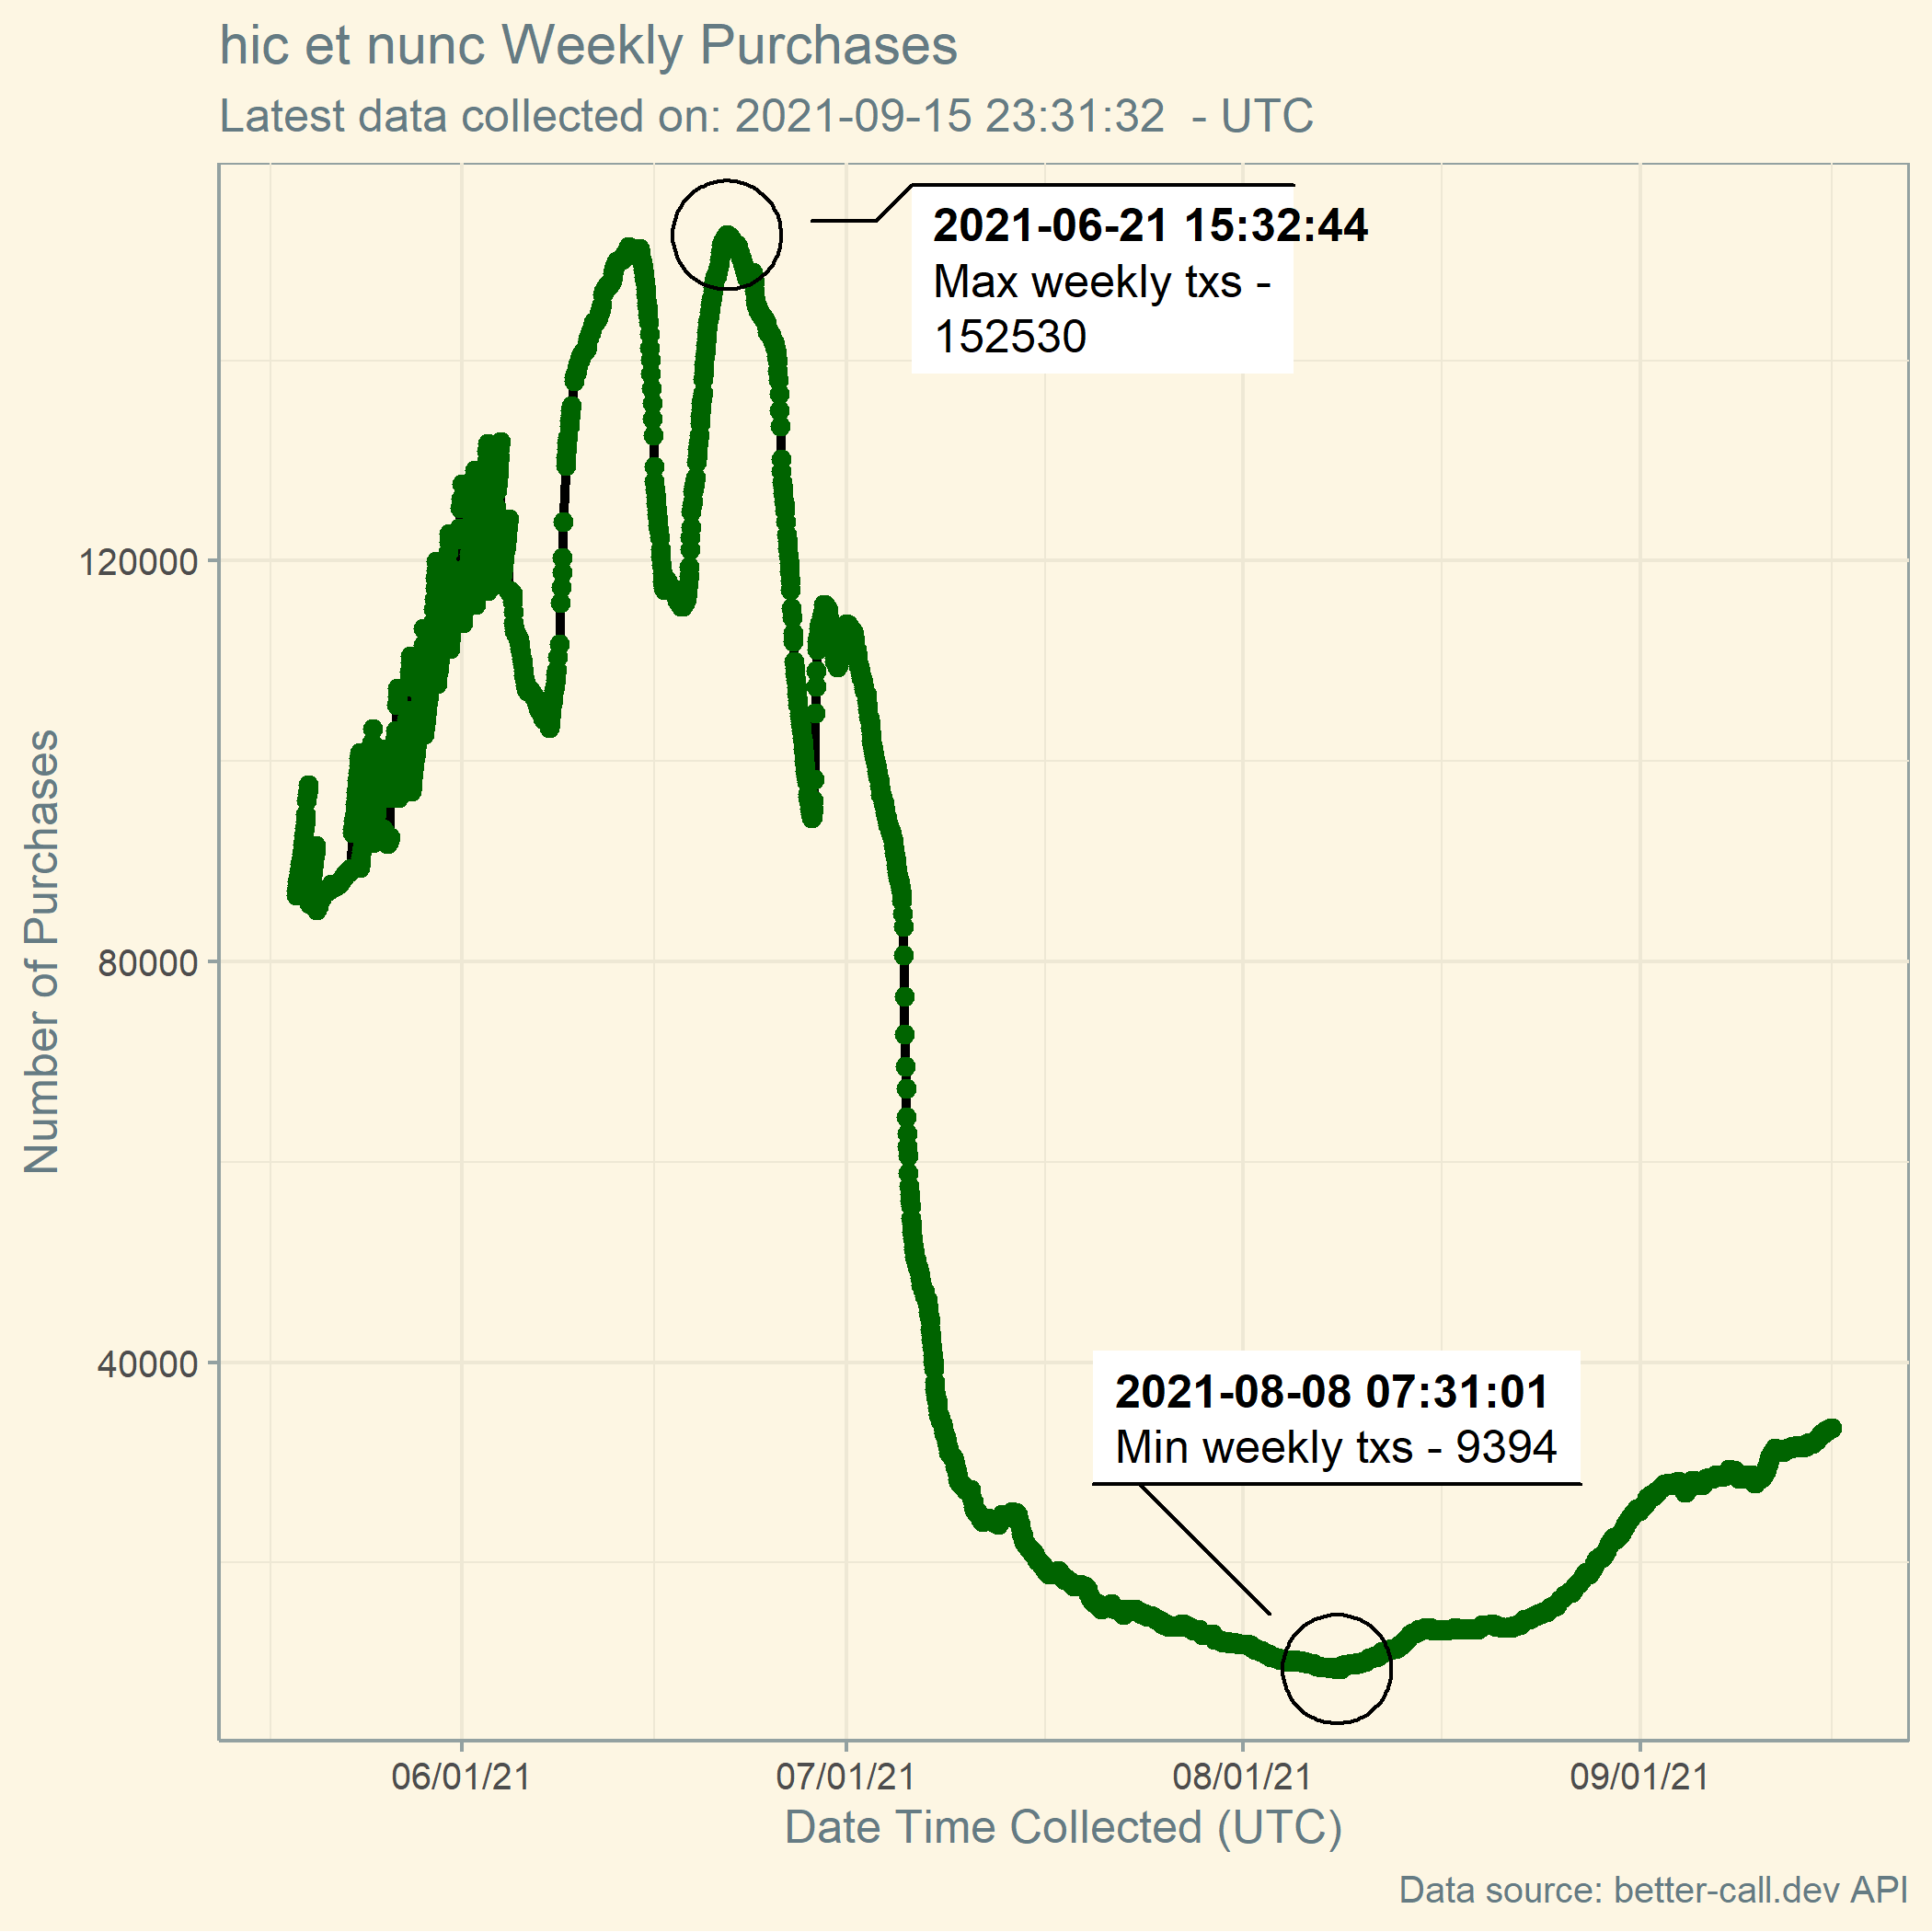 hic et nunc Weekly Purchases
Latest data collected on: 2021-09-15 23:31:32  - UTC
2021-06-21 15:32:44
Max weekly txs -
152530
120000
80000
40000
Number of Purchases
2021-08-08 07:31:01
Min weekly txs - 9394
06/01/21
07/01/21
08/01/21
09/01/21
Date Time Collected (UTC)
Data source: better-call.dev API